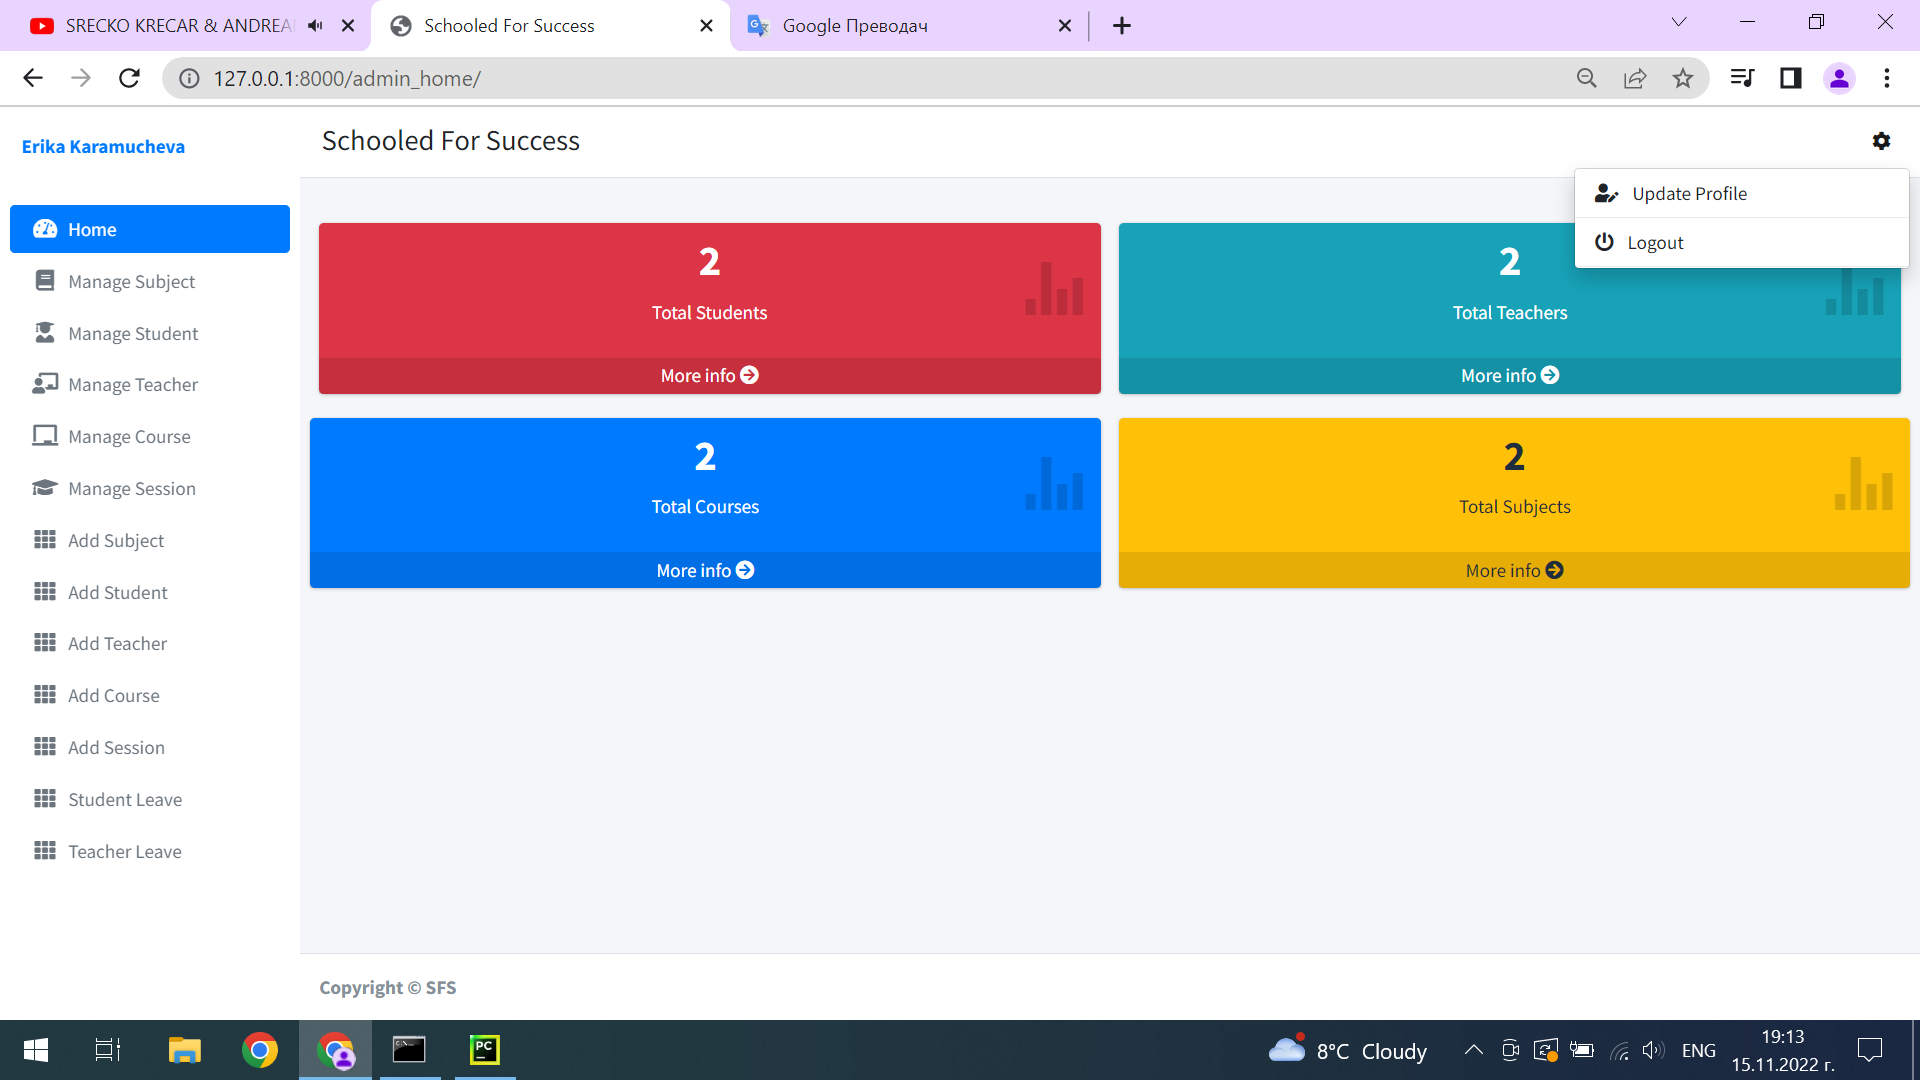 SRECKO KRECAR & ANDREA
Schooled For Success
Google Преводач
127.0.0.1:8000/admin_home/
Erika Karamucheva
Schooled For Success
Update Profile
Logout
Home
Manage Subject
Manage Student
Manage Teacher
Manage Course
Manage Session
Add Subject
Add Student
Add Teacher
Add Course
Add Session
Student Leave
Teacher Leave
2
Total Students
More info
2
Total Teachers
More info
2
Total Courses
More info
2
Total Subjects
More info
Copyright © SFS
PC
8°C Cloudy
ENG
19:13
15.11.2022 г.